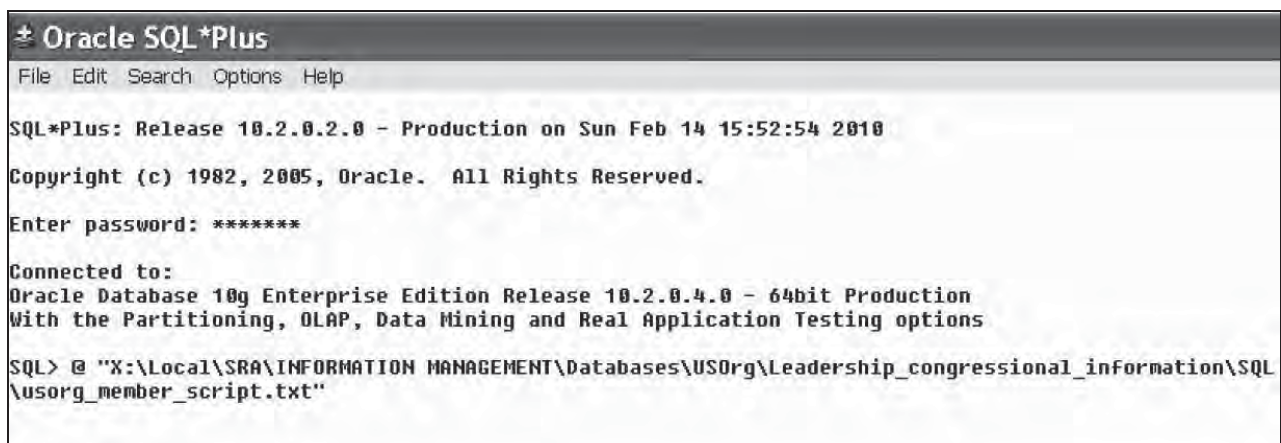 Oracle SQL*Plus
File Edit Search Options Help
SQL*Plus: Release 10.2.0.2.0 - Production on Sun Feb 14 15:52:54 2010
Copyright (c) 1982, 2005, Oracle.  All Rights Reserved.
Enter password: *******
Connected to:
Oracle Database 10g Enterprise Edition Release 10.2.0.4.0 - 64bit Production
With the Partitioning, OLAP, Data Mining and Real Application Testing options
SQL> @ "X:\Local\SRA\INFORMATION MANAGEMENT\Databases\USOrg\Leadership_congressional_information\SQL
\usorg_member_script.txt"